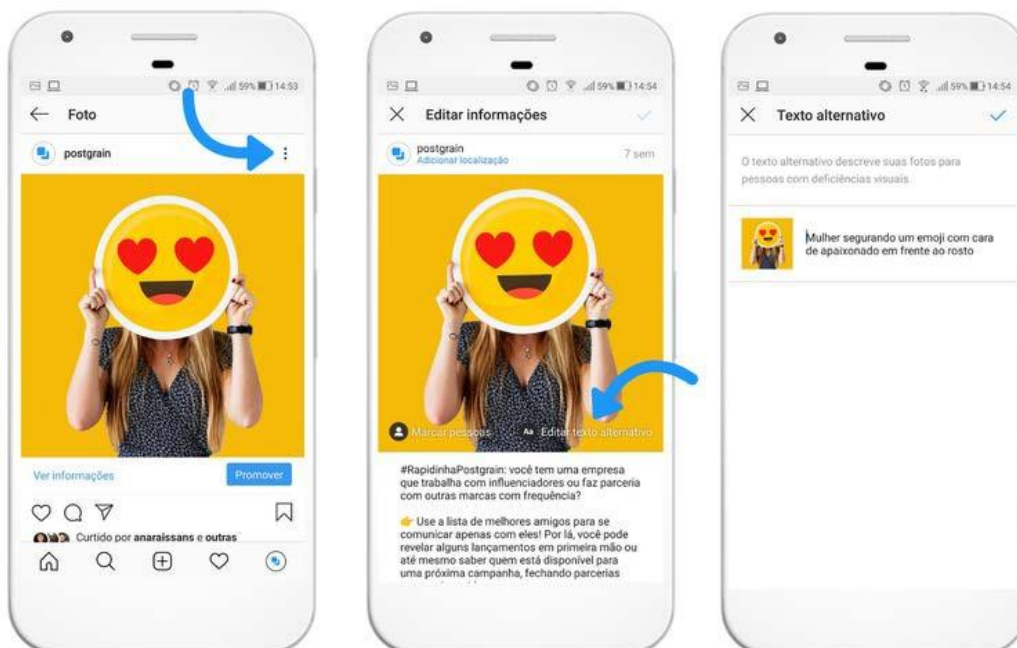 59% 14:53
Foto
postgrain
Ver informações
Promover
Curtido por anaraissans e outras
59% 14:54
Editar informações
postgrain
Adicionar localização
7 sem
Marcar pessoas
Aa Editar texto alternativo
#RapidinhaPostgrain: você tem uma empresa
que trabalha com influenciadores ou faz parceria
com outras marcas com frequência?
👉 Use a lista de melhores amigos para se
comunicar apenas com eles! Por lá, você pode
revelar alguns lançamentos em primeira mão ou
até mesmo saber quem está disponível para
uma próxima campanha, fechando parcerias
59% 14:54
Texto alternativo
O texto alternativo descreve suas fotos para
pessoas com deficiências visuais.
Mulher segurando um emoji com cara
de apaixonado em frente ao rosto